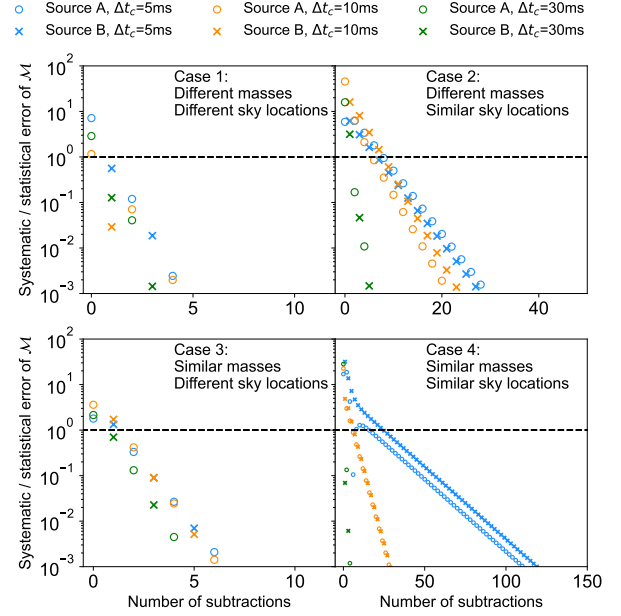 Source A, Δt_c=5ms Source A, Δt_c=10ms Source A, Δt_c=30ms
Source B, Δt_c=5ms Source B, Δt_c=10ms Source B, Δt_c=30ms
Systematic / statistical error of ℳ
10^2
10^1
10^0
10^−1
10^−2
10^−3
Case 1:
Different masses
Different sky locations
0 5 10
Case 2:
Different masses
Similar sky locations
0 20 40
Systematic / statistical error of ℳ
10^2
10^1
10^0
10^−1
10^−2
10^−3
Case 3:
Similar masses
Different sky locations
0 5 10
Number of subtractions
Case 4:
Similar masses
Similar sky locations
0 50 100 150
Number of subtractions